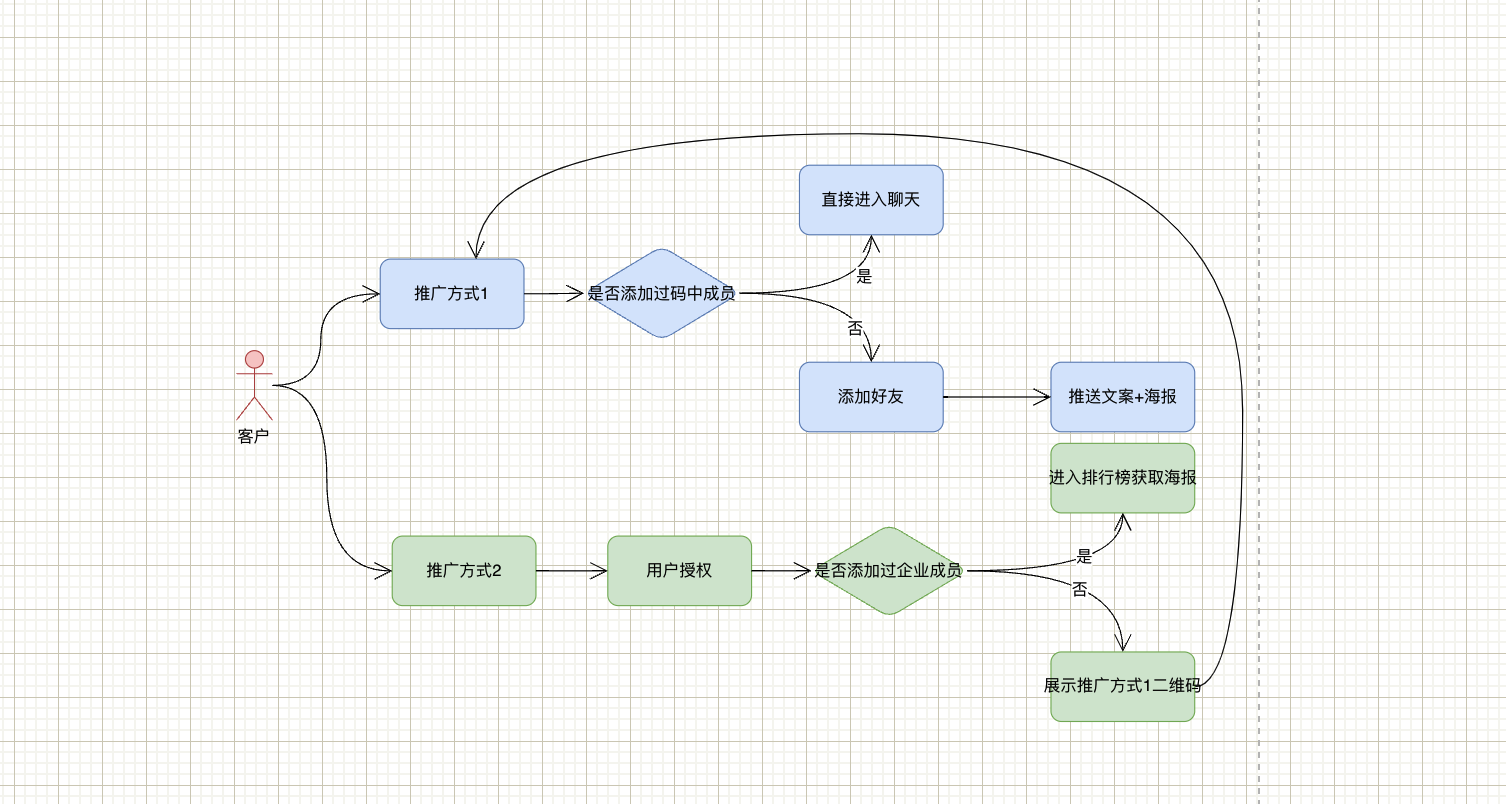 直接进入聊天
推广方式1
是否添加过码中成员
是
否
添加好友
推送文案+海报
客户
进入排行榜获取海报
推广方式2
用户授权
是否添加过企业成员
是
否
展示推广方式1二维码